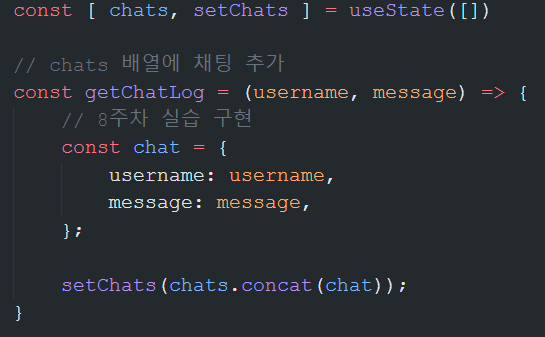 const [ chats, setChats ] = useState([])
// chats 배열에 채팅 추가
const getChatLog = (username, message) => {
// 8주차 실습 구현
const chat = {
username: username,
message: message,
};
setChats(chats.concat(chat));
}